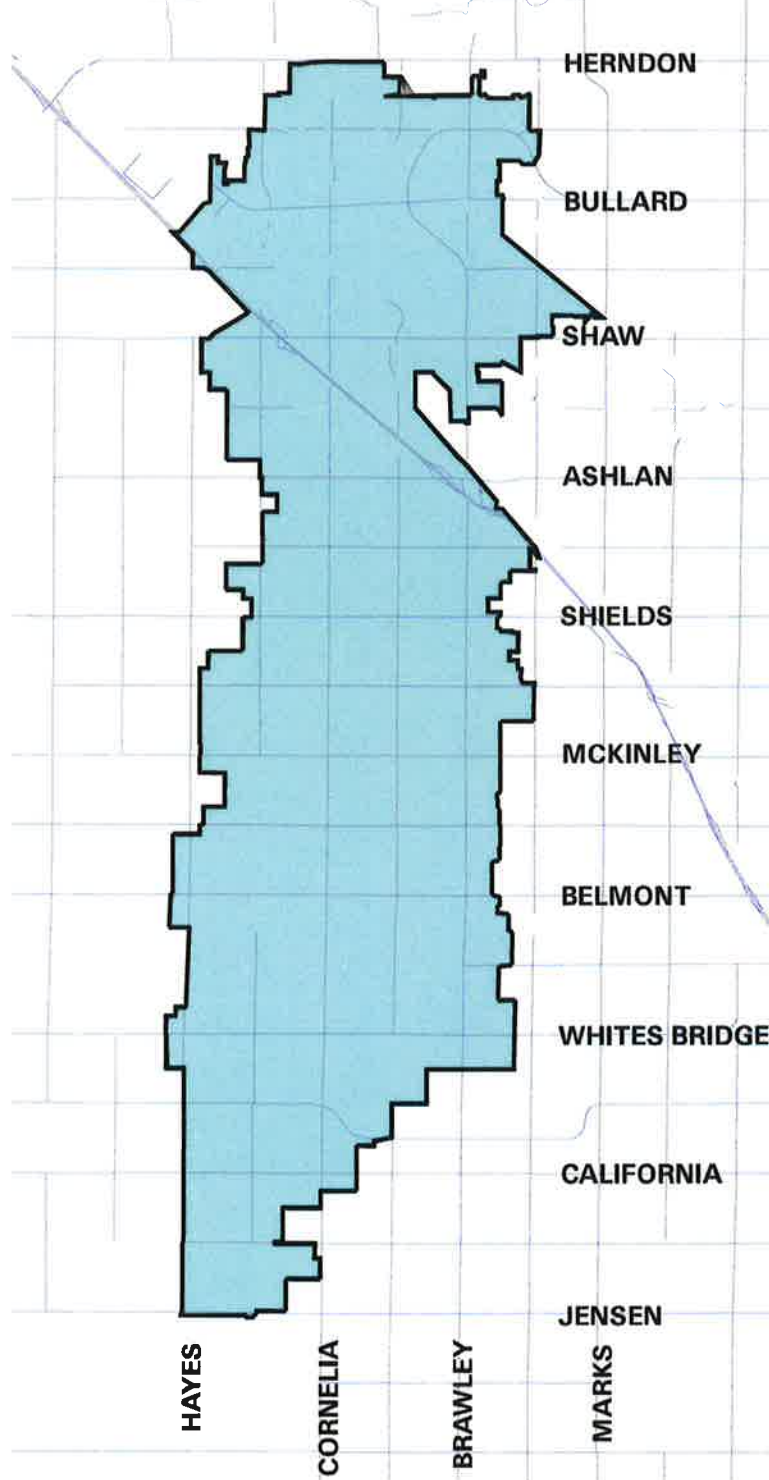 HERNDON
BULLARD
SHAW
ASHLAN
SHIELDS
MCKINLEY
BELMONT
WHITES BRIDGE
CALIFORNIA
JENSEN
HAYES
CORNELIA
BRAWLEY
MARKS